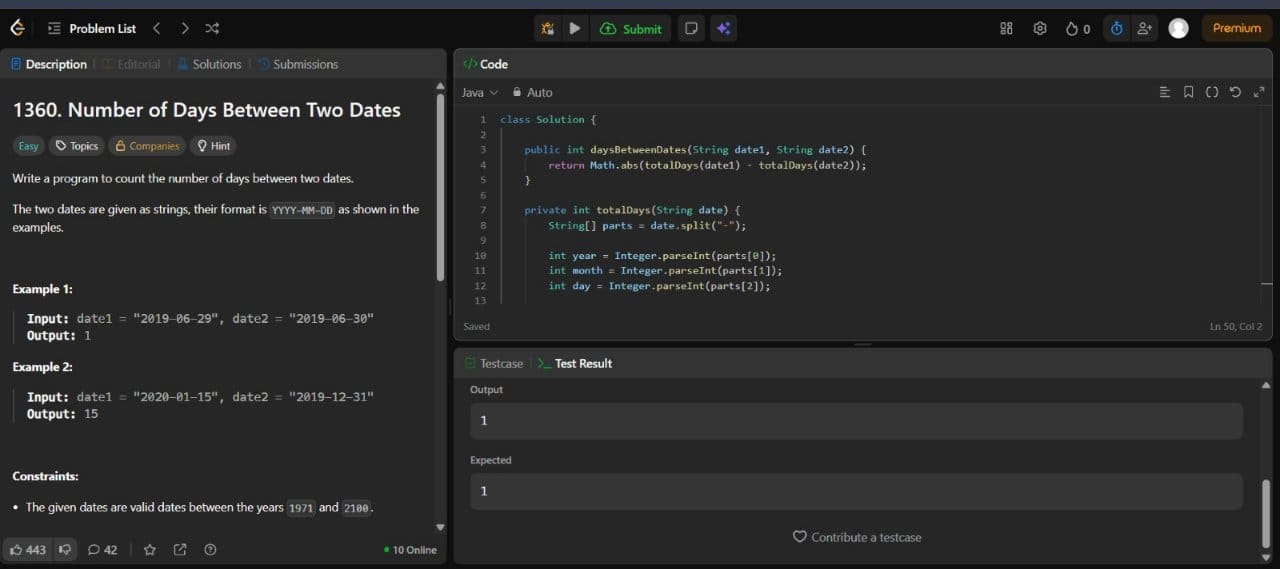 Problem List
Submit
0
Premium
Description
Editorial
Solutions
Submissions
1360. Number of Days Between Two Dates
Easy
Topics
Companies
Hint
Write a program to count the number of days between two dates.
The two dates are given as strings, their format is YYYY-MM-DD as shown in the
examples.
Example 1:
Input: date1 = "2019-06-29", date2 = "2019-06-30"
Output: 1
Example 2:
Input: date1 = "2020-01-15", date2 = "2019-12-31"
Output: 15
Constraints:
• The given dates are valid dates between the years 1971 and 2100.
443
42
10 Online
</> Code
Java
Auto
1 class Solution {
2
3 public int daysBetweenDates(String date1, String date2) {
4 return Math.abs(totalDays(date1) - totalDays(date2));
5 }
6
7 private int totalDays(String date) {
8 String[] parts = date.split("-");
9
10 int year = Integer.parseInt(parts[0]);
11 int month = Integer.parseInt(parts[1]);
12 int day = Integer.parseInt(parts[2]);
13
Saved
Ln 50, Col 2
Testcase
>_ Test Result
Output
1
Expected
1
Contribute a testcase